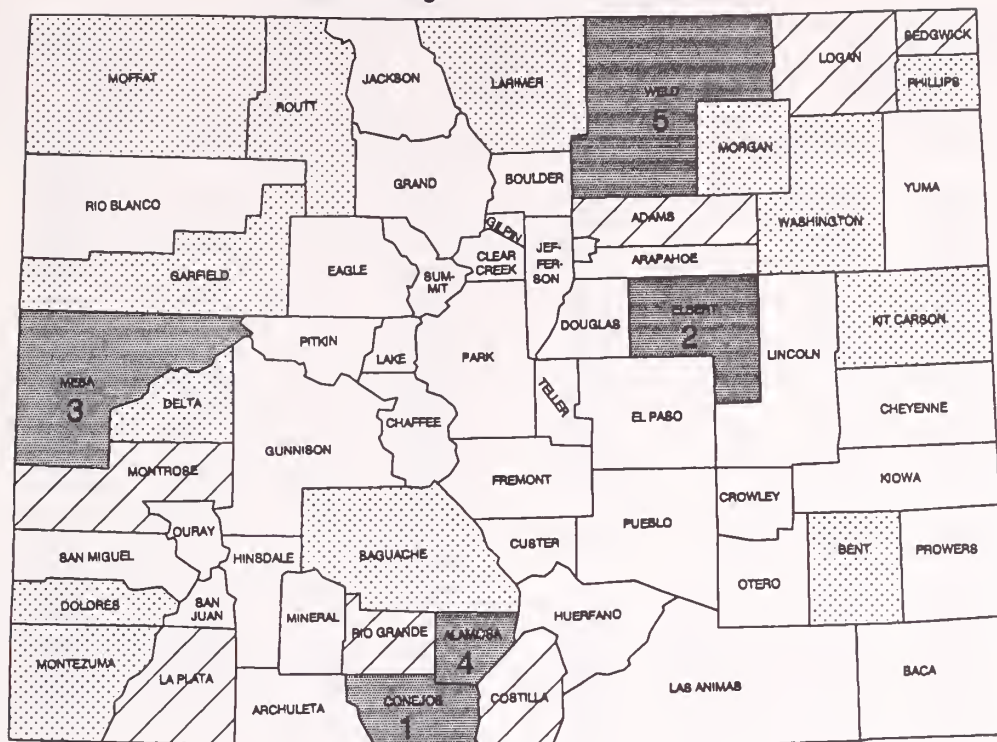 MOFFAT
ROUTT
JACKSON
LARIMER
WELD
5
LOGAN
SEDGWICK
PHILLIPS
MORGAN
RIO BLANCO
GRAND
BOULDER
WASHINGTON
YUMA
GARFIELD
EAGLE
SUM-
MIT
GILPIN
CLEAR
CREEK
JEF-
FER-
SON
ADAMS
ARAPAHOE
DOUGLAS
ELBERT
2
LINCOLN
KIT CARSON
MESA
3
PITKIN
LAKE
PARK
TELLER
EL PASO
CHEYENNE
DELTA
GUNNISON
CHAFFEE
MONTROSE
FREMONT
CROWLEY
KIOWA
OURAY
SAN MIGUEL
HINSDALE
SAGUACHE
CUSTER
PUEBLO
OTERO
BENT
PROWERS
DOLORES
SAN
JUAN
MINERAL
RIO GRANDE
ALAMOSA
4
HUERFANO
MONTEZUMA
LA PLATA
ARCHULETA
CONEJOS
1
COSTILLA
LAS ANIMAS
BACA